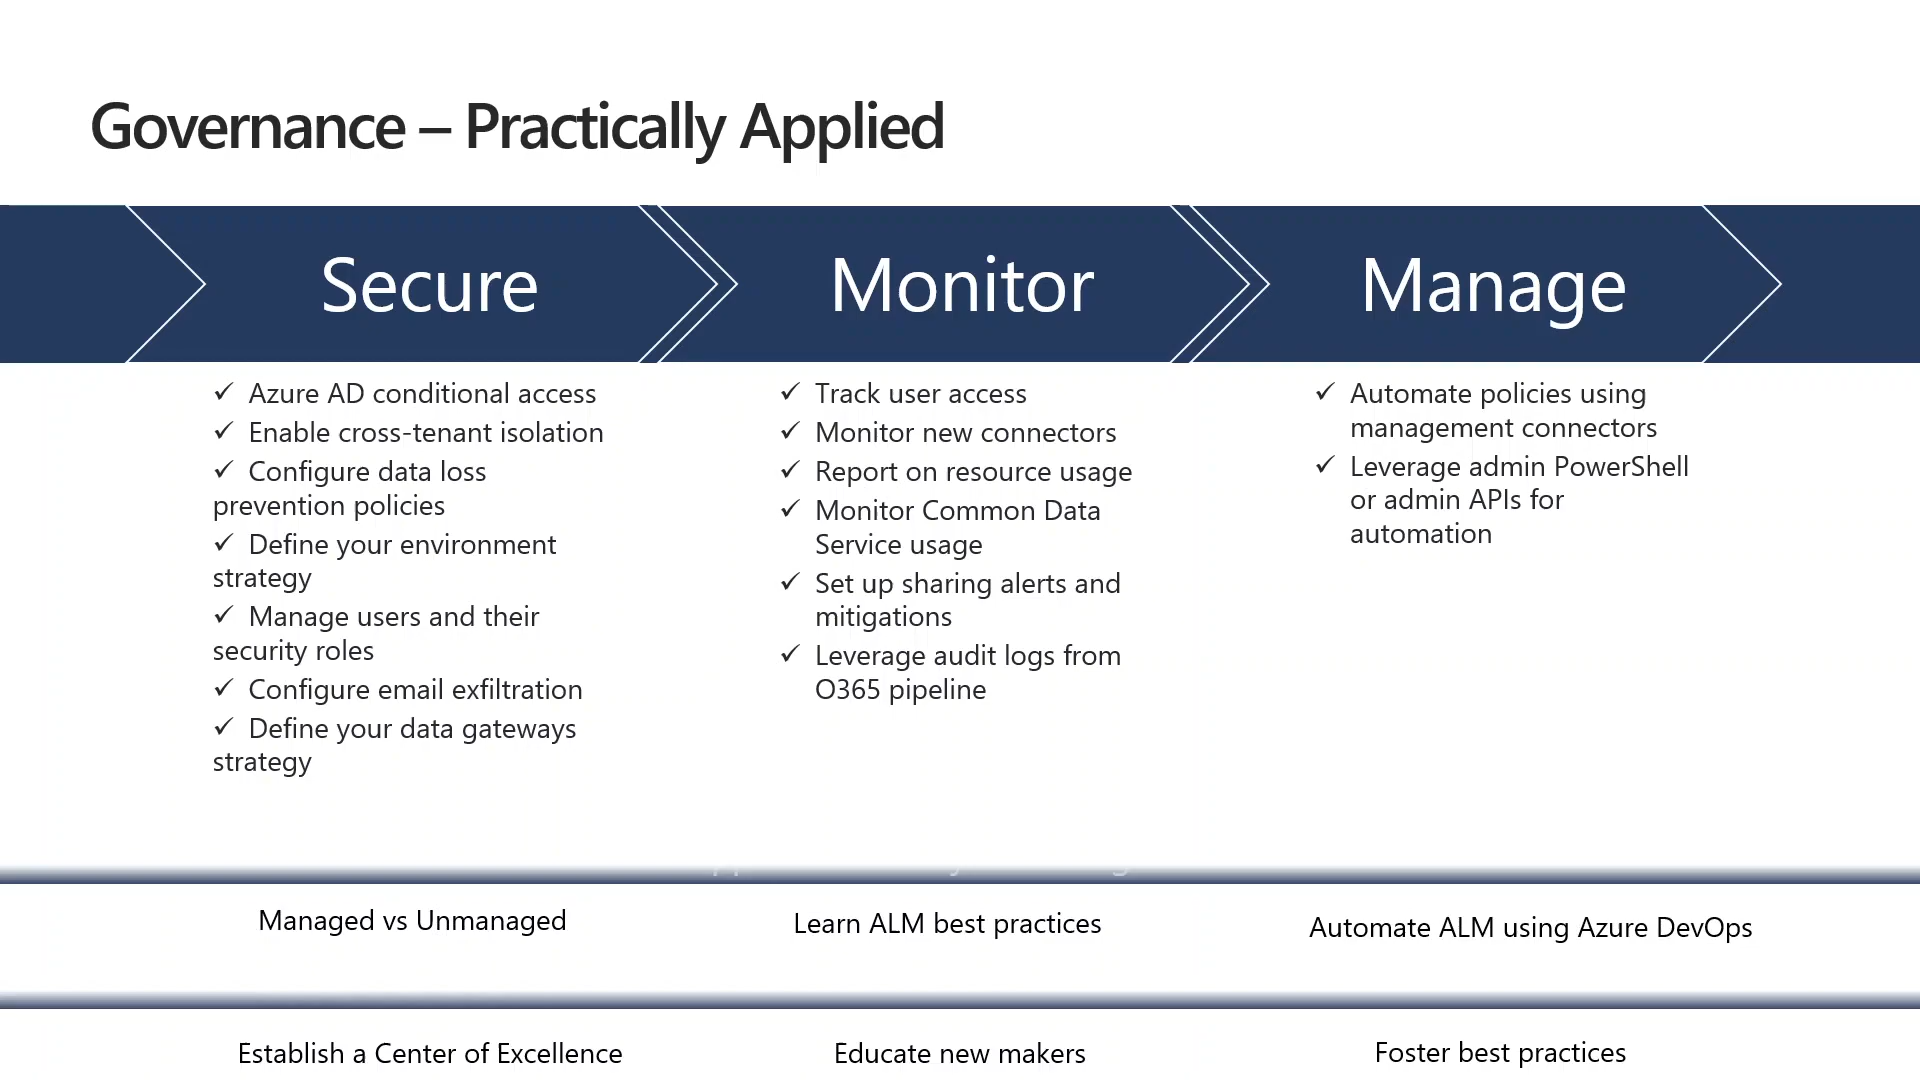 Governance – Practically Applied
Secure
✓ Azure AD conditional access
✓ Enable cross-tenant isolation
✓ Configure data loss
prevention policies
✓ Define your environment
strategy
✓ Manage users and their
security roles
✓ Configure email exfiltration
✓ Define your data gateways
strategy
Monitor
✓ Track user access
✓ Monitor new connectors
✓ Report on resource usage
✓ Monitor Common Data
Service usage
✓ Set up sharing alerts and
mitigations
✓ Leverage audit logs from
O365 pipeline
Manage
✓ Automate policies using
management connectors
✓ Leverage admin PowerShell
or admin APIs for
automation
Managed vs Unmanaged
Learn ALM best practices
Automate ALM using Azure DevOps
Establish a Center of Excellence
Educate new makers
Foster best practices